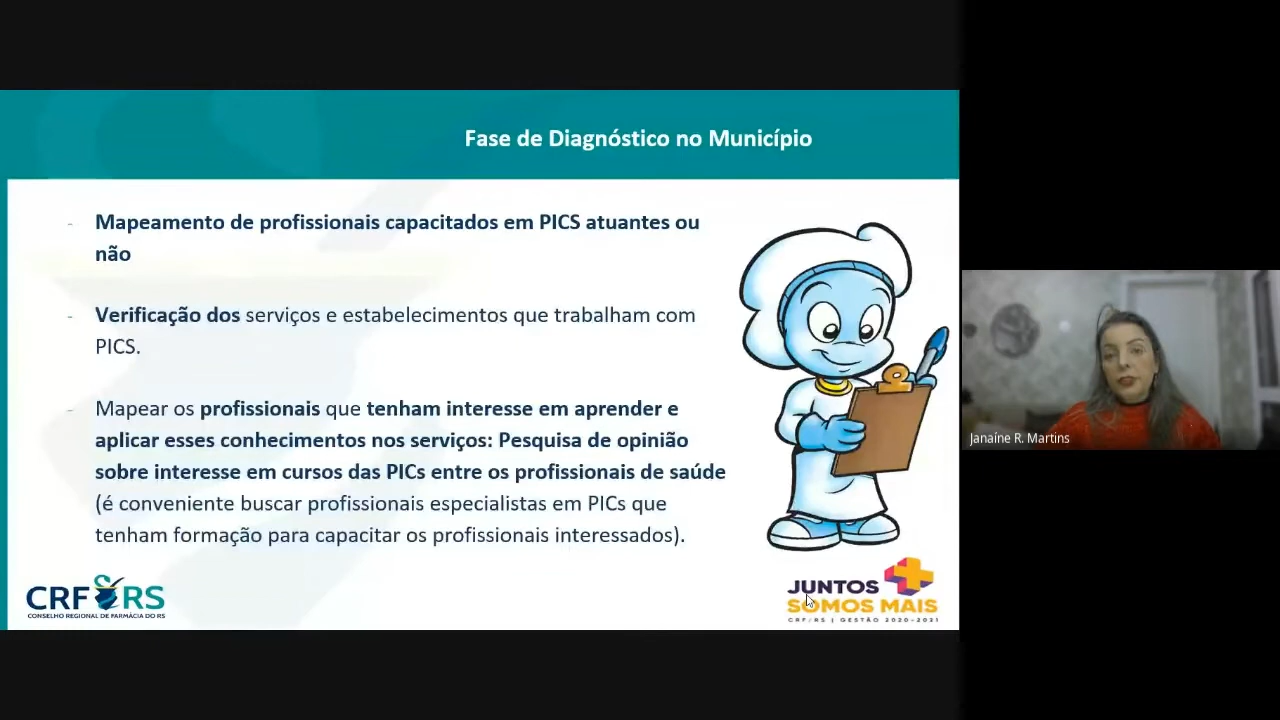 Fase de Diagnóstico no Município
- Mapeamento de profissionais capacitados em PICS atuantes ou
não
- Verificação dos serviços e estabelecimentos que trabalham com
PICS.
- Mapear os profissionais que tenham interesse em aprender e
aplicar esses conhecimentos nos serviços: Pesquisa de opinião
sobre interesse em cursos das PICs entre os profissionais de saúde
(é conveniente buscar profissionais especialistas em PICs que
tenham formação para capacitar os profissionais interessados).
CRF RS
CONSELHO REGIONAL DE FARMÁCIA DO RS
JUNTOS
SOMOS MAIS
CRF/RS | GESTÃO 2020-2021
Janaíne R. Martins